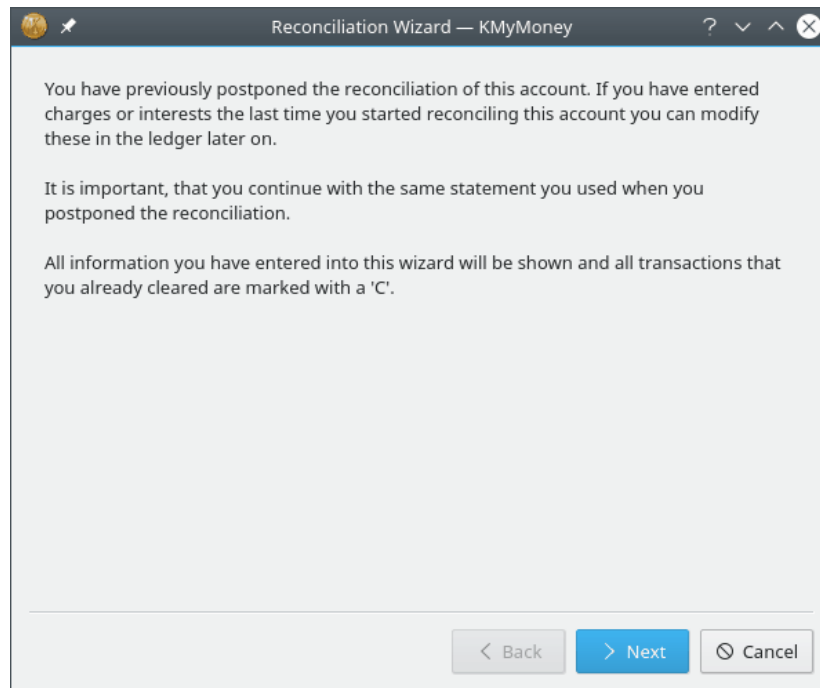 Reconciliation Wizard — KMyMoney
You have previously postponed the reconciliation of this account. If you have entered
charges or interests the last time you started reconciling this account you can modify
these in the ledger later on.
It is important, that you continue with the same statement you used when you
postponed the reconciliation.
All information you have entered into this wizard will be shown and all transactions that
you already cleared are marked with a 'C'.
Back
Next
Cancel